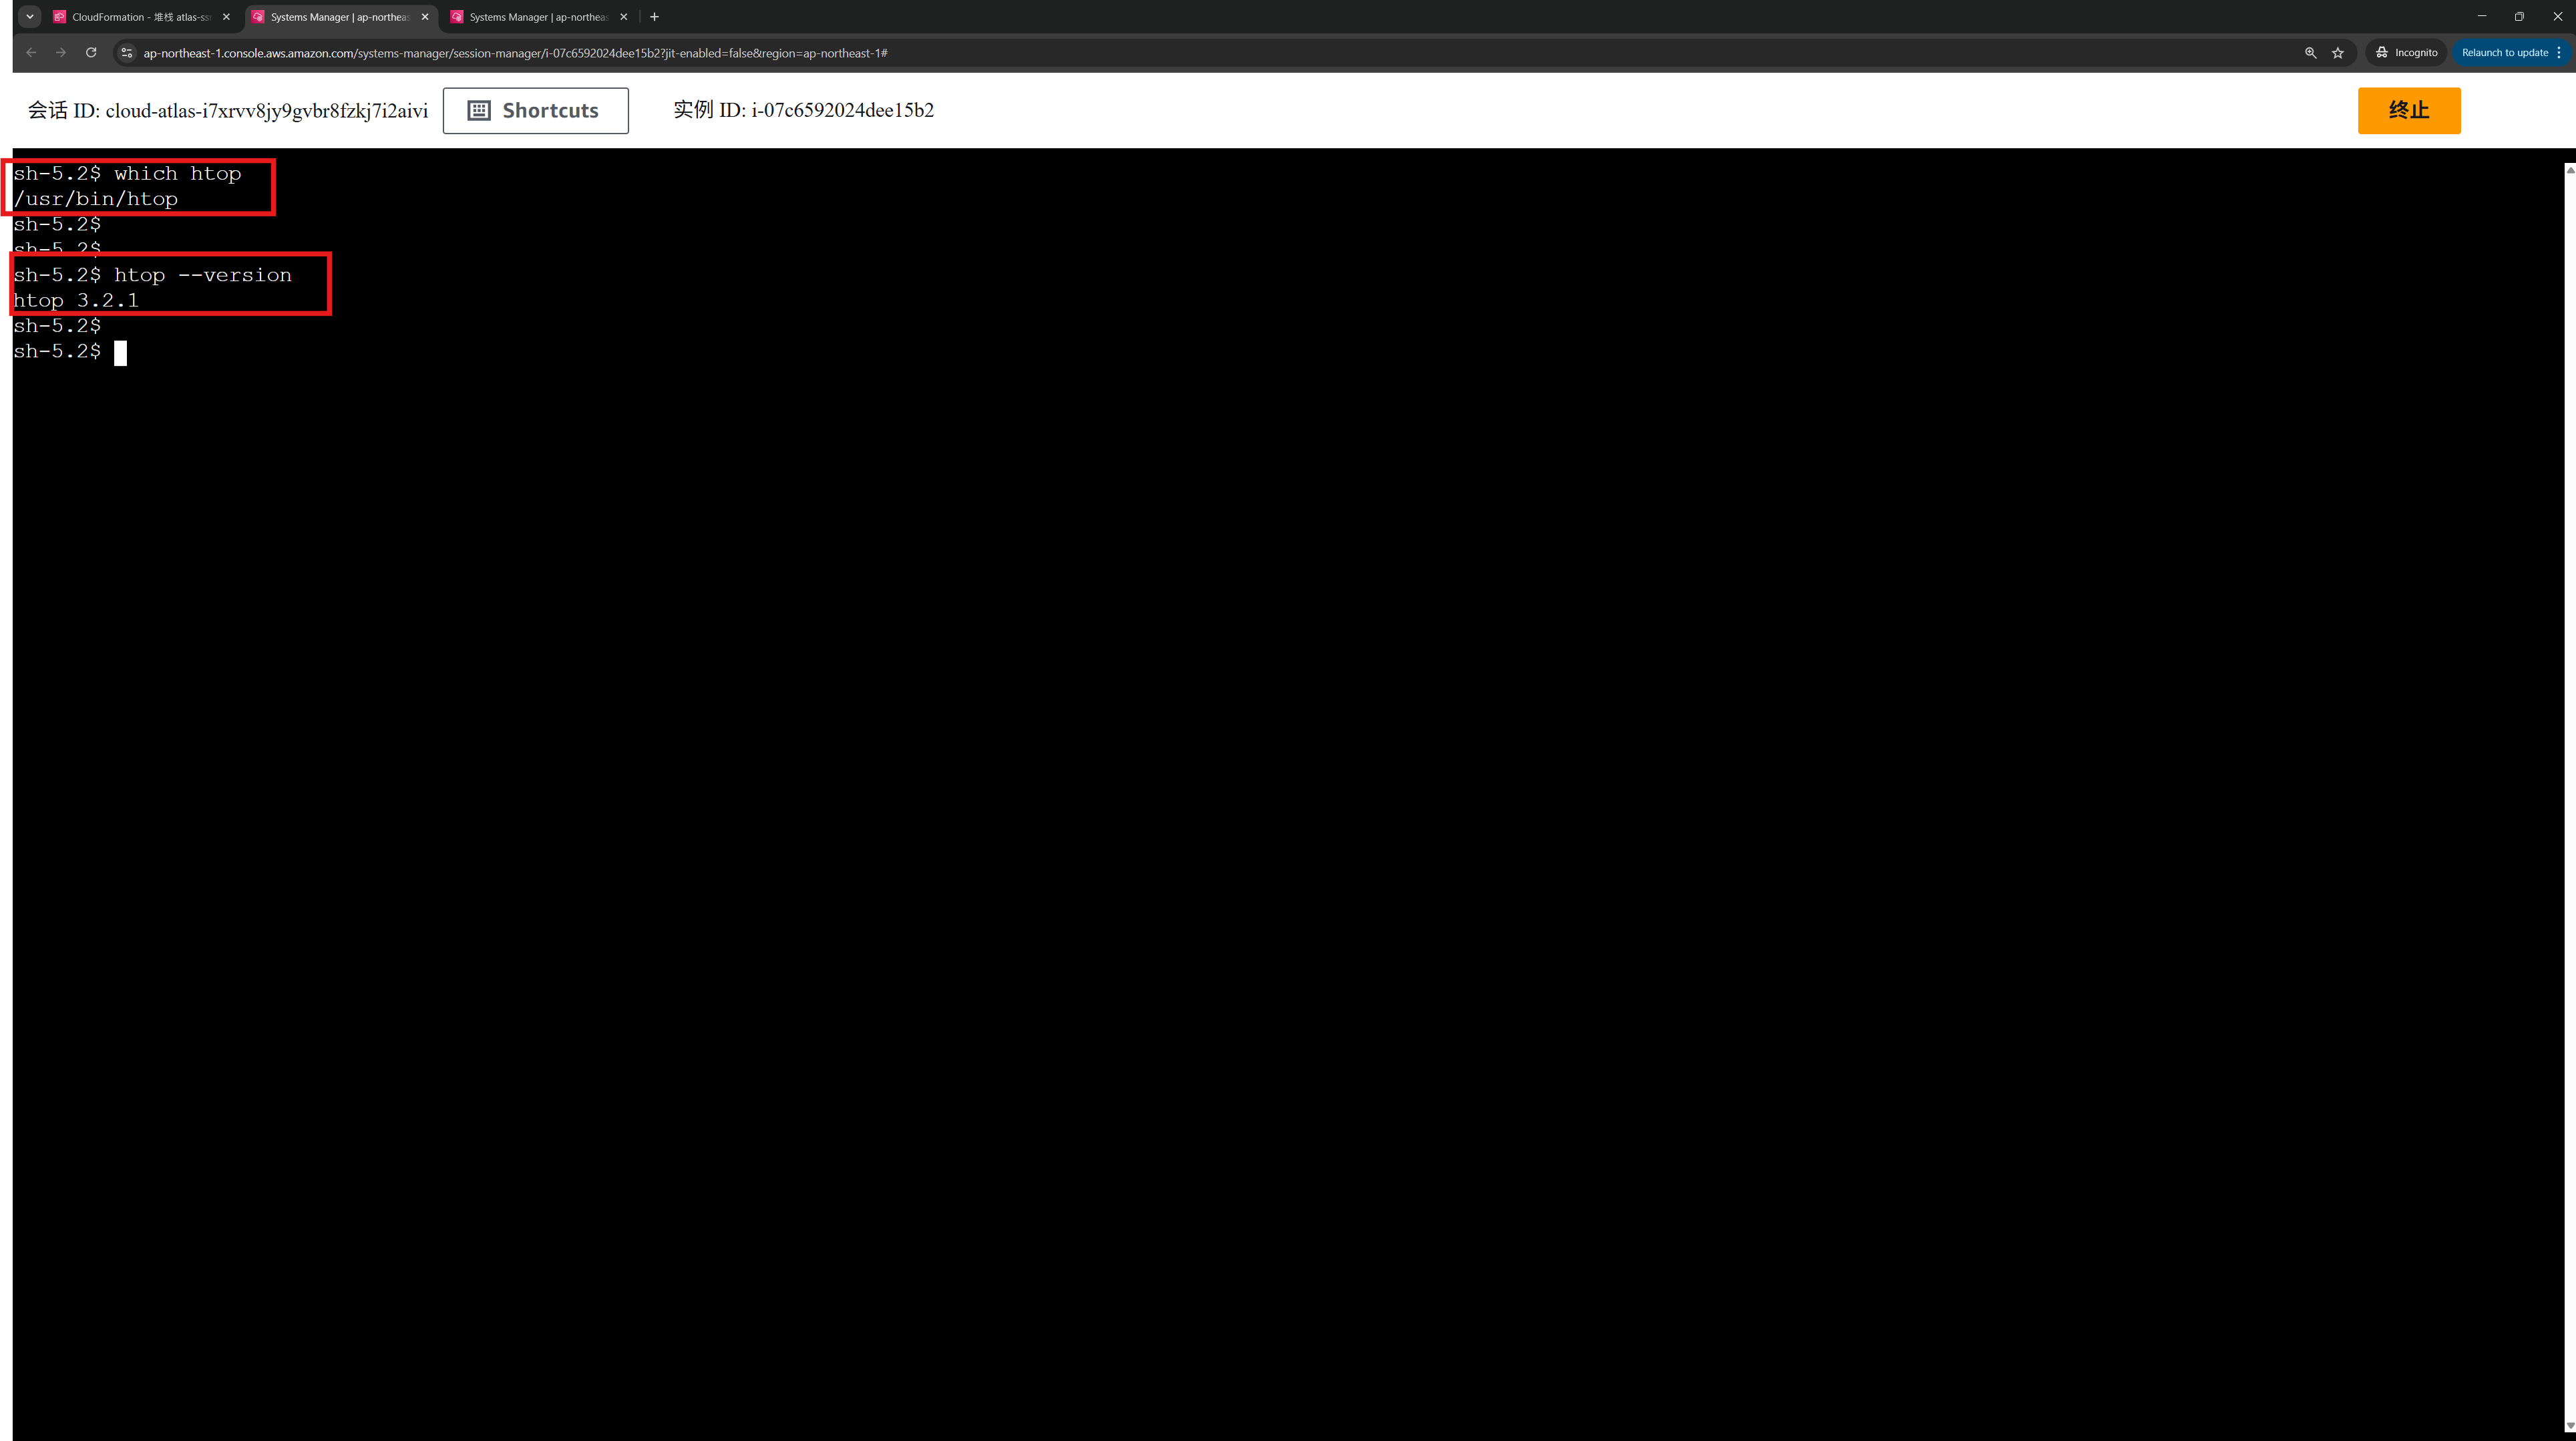 CloudFormation - 堆栈 atlas-ssm
Systems Manager | ap-northeas
Systems Manager | ap-northeas
ap-northeast-1.console.aws.amazon.com/systems-manager/session-manager/i-07c6592024dee15b2?jit-enabled=false&region=ap-northeast-1#
Incognito
Relaunch to update
会话 ID: cloud-atlas-i7xrvv8jy9gvbr8fzkj7i2aivi
Shortcuts
实例 ID: i-07c6592024dee15b2
终止
sh-5.2$ which htop
/usr/bin/htop
sh-5.2$
sh-5.2$
sh-5.2$ htop --version
htop 3.2.1
sh-5.2$
sh-5.2$